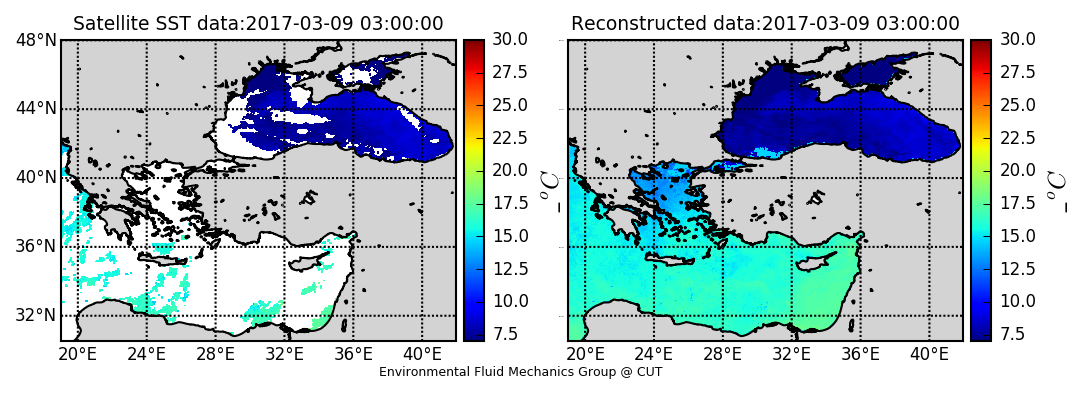 Satellite SST data:2017-03-09 03:00:00 Reconstructed data:2017-03-09 03:00:00
48°N 30.0 30.0
27.5 27.5
44°N 25.0 25.0
22.5 22.5
40°N 20.0 20.0
17.5 _°C 17.5 _°C
36°N 15.0 15.0
12.5 12.5
32°N 10.0 10.0
7.5 7.5
20°E 24°E 28°E 32°E 36°E 40°E 20°E 24°E 28°E 32°E 36°E 40°E
Environmental Fluid Mechanics Group @ CUT